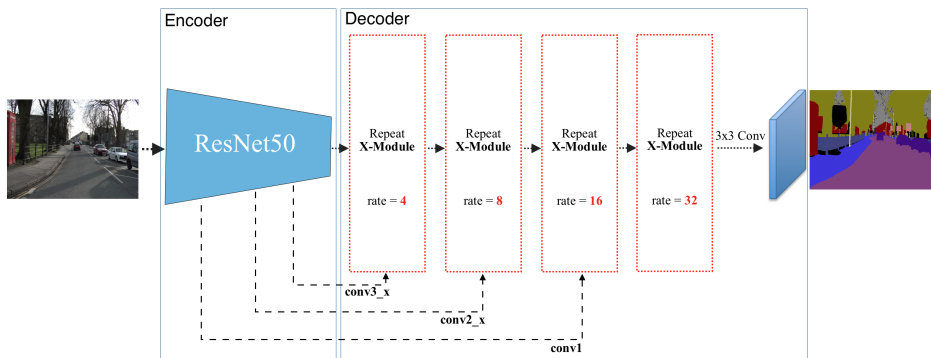 Encoder
Decoder
ResNet50
Repeat
X-Module
rate = 4
Repeat
X-Module
rate = 8
Repeat
X-Module
rate = 16
Repeat
X-Module
rate = 32
3x3 Conv
conv3_x
conv2_x
conv1